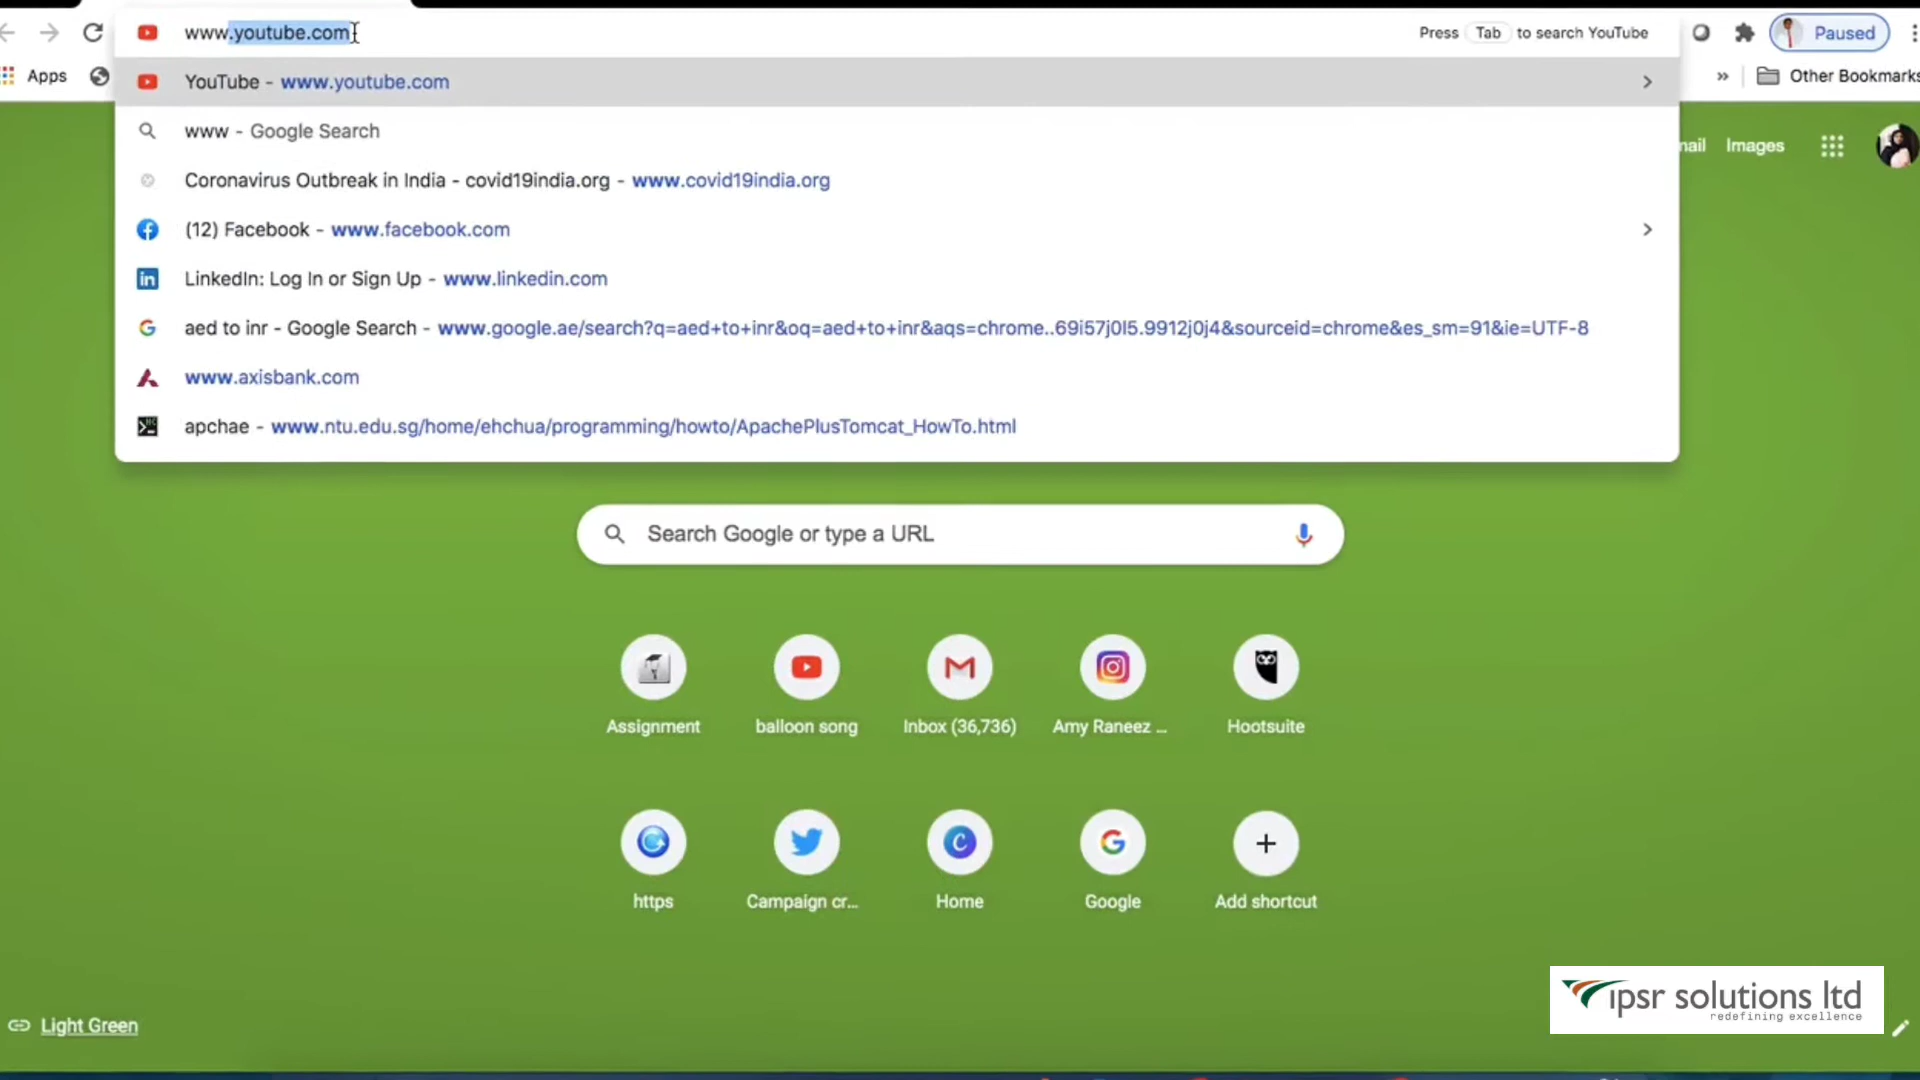 www.youtube.com
Press Tab to search YouTube
Paused
Apps
YouTube - www.youtube.com
» Other Bookmarks
www - Google Search
Images
Coronavirus Outbreak in India - covid19india.org - www.covid19india.org
(12) Facebook - www.facebook.com
LinkedIn: Log In or Sign Up - www.linkedin.com
aed to inr - Google Search - www.google.ae/search?q=aed+to+inr&oq=aed+to+inr&aqs=chrome..69i57j0l5.9912j0j4&sourceid=chrome&es_sm=91&ie=UTF-8
www.axisbank.com
apchae - www.ntu.edu.sg/home/ehchua/programming/howto/ApachePlusTomcat_HowTo.html
Search Google or type a URL
Assignment
balloon song
Inbox (36,736)
Amy Raneez ...
Hootsuite
https
Campaign cr...
Home
Google
Add shortcut
Light Green
ipsr solutions ltd
redefining excellence